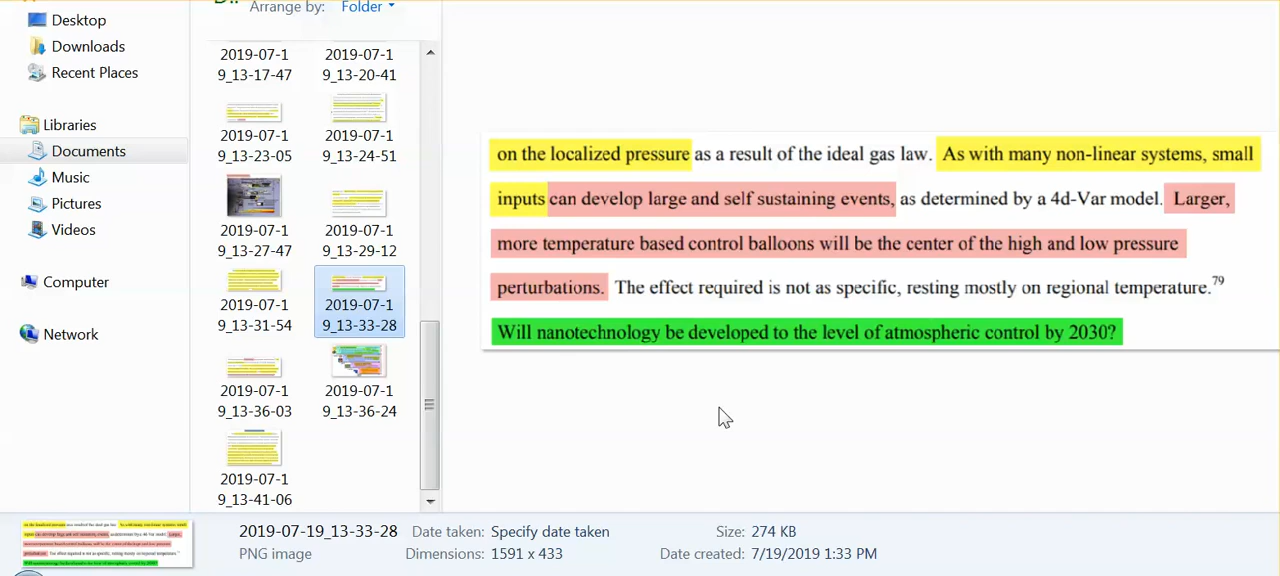 Arrange by: Folder
Desktop
Downloads
Recent Places
Libraries
Documents
Music
Pictures
Videos
Computer
Network
2019-07-1
9_13-17-47
2019-07-1
9_13-20-41
2019-07-1
9_13-23-05
2019-07-1
9_13-24-51
2019-07-1
9_13-27-47
2019-07-1
9_13-29-12
2019-07-1
9_13-31-54
2019-07-1
9_13-33-28
2019-07-1
9_13-36-03
2019-07-1
9_13-36-24
2019-07-1
9_13-41-06
on the localized pressure as a result of the ideal gas law. As with many non-linear systems, small
inputs can develop large and self sustaining events, as determined by a 4d-Var model. Larger,
more temperature based control balloons will be the center of the high and low pressure
perturbations. The effect required is not as specific, resting mostly on regional temperature.79
Will nanotechnology be developed to the level of atmospheric control by 2030?
2019-07-19_13-33-28 Date taken: Specify date taken Size: 274 KB
PNG image Dimensions: 1591 x 433 Date created: 7/19/2019 1:33 PM